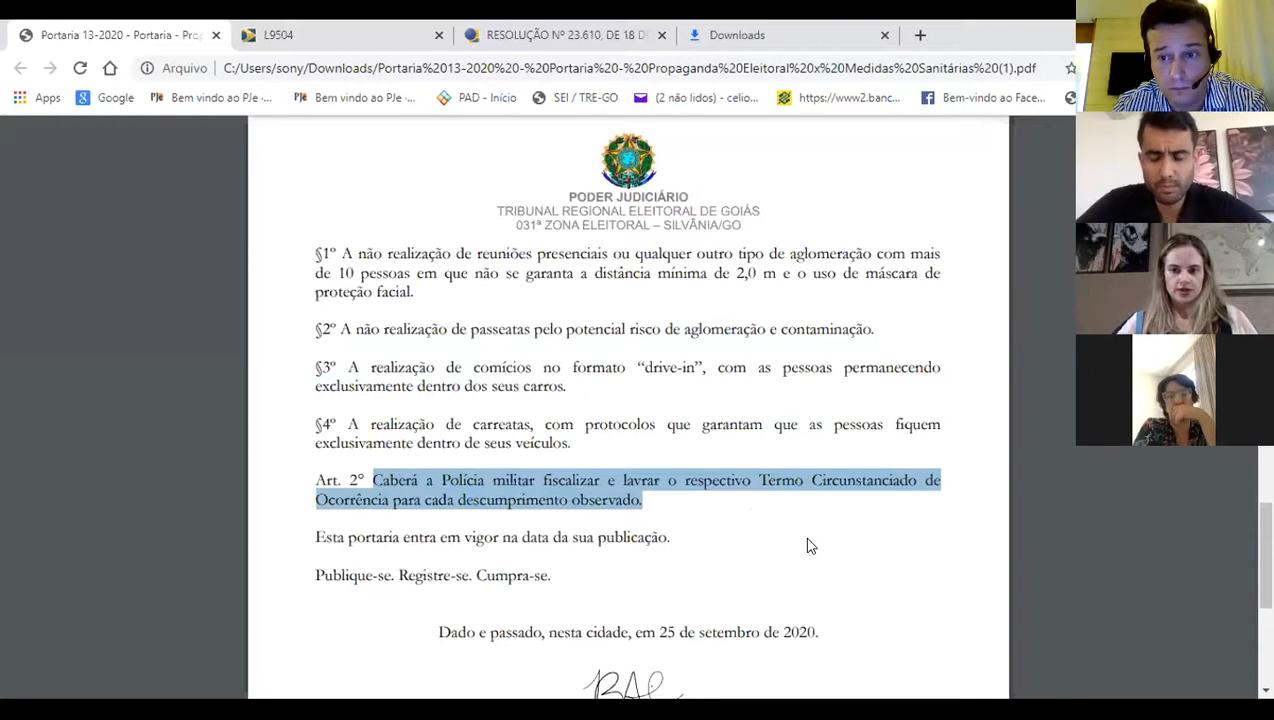 Portaria 13-2020 - Portaria - Pro
L9504
RESOLUÇÃO Nº 23.610, DE 18 DE
Downloads
Arquivo
C:/Users/sony/Downloads/Portaria%2013-2020%20-%20Portaria%20-%20Propaganda%20Eleitoral%20x%20Medidas%20Sanitárias%20(1).pdf
Apps
Google
Bem vindo ao PJe -...
Bem vindo ao PJe -...
PAD - Início
SEI / TRE-GO
(2 não lidos) - celio...
https://www2.banc...
Bem-vindo ao Face...
PODER JUDICIÁRIO
TRIBUNAL REGIONAL ELEITORAL DE GOIÁS
031ª ZONA ELEITORAL – SILVÂNIA/GO
§1º A não realização de reuniões presenciais ou qualquer outro tipo de aglomeração com mais
de 10 pessoas em que não se garanta a distância mínima de 2,0 m e o uso de máscara de
proteção facial.
§2º A não realização de passeatas pelo potencial risco de aglomeração e contaminação.
§3º A realização de comícios no formato “drive-in”, com as pessoas permanecendo
exclusivamente dentro dos seus carros.
§4º A realização de carreatas, com protocolos que garantam que as pessoas fiquem
exclusivamente dentro de seus veículos.
Art. 2° Caberá a Polícia militar fiscalizar e lavrar o respectivo Termo Circunstanciado de
Ocorrência para cada descumprimento observado.
Esta portaria entra em vigor na data da sua publicação.
Publique-se. Registre-se. Cumpra-se.
Dado e passado, nesta cidade, em 25 de setembro de 2020.